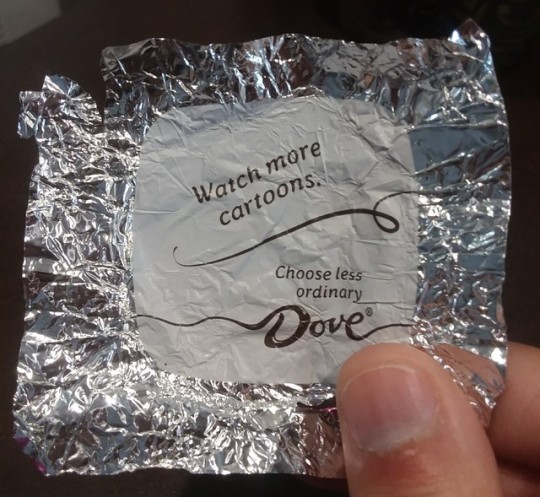 Watch more
cartoons.
Choose less
ordinary
Dove®